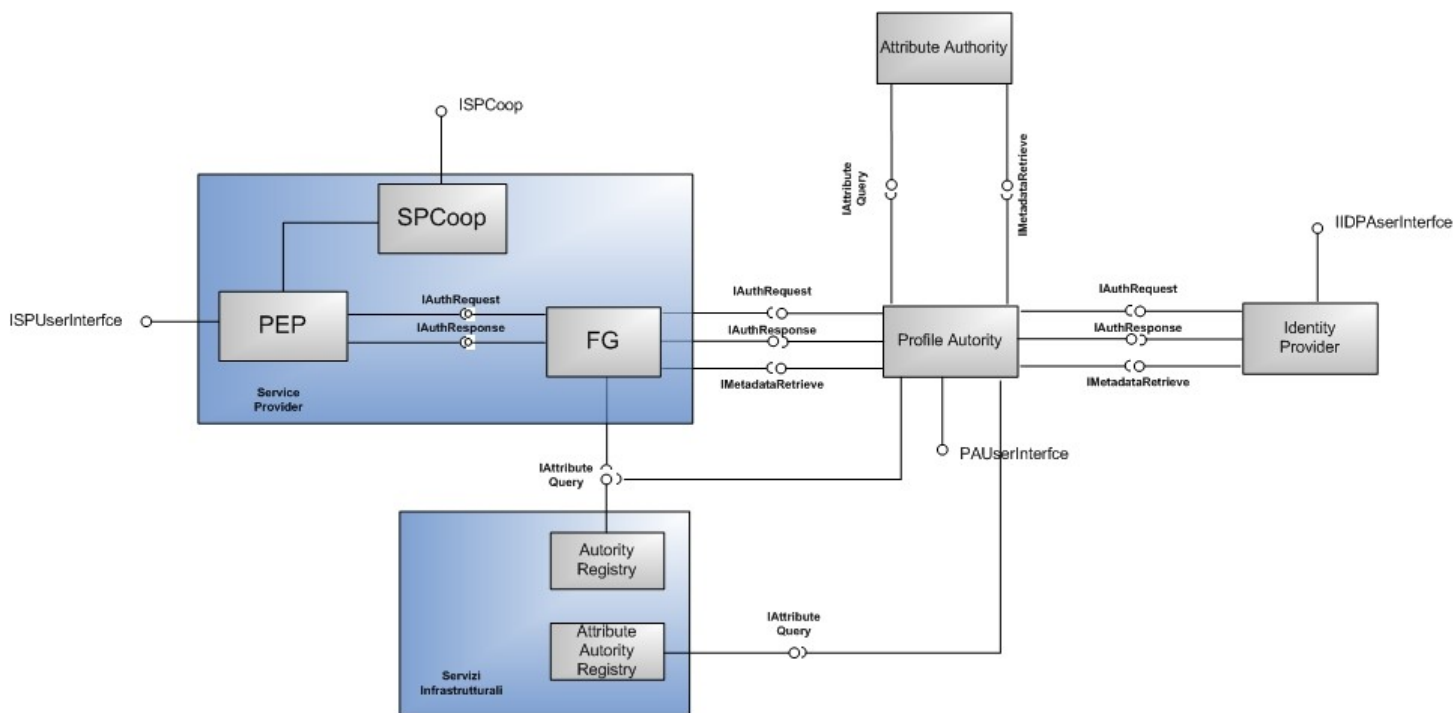 Attribute Authority
ISPCoop
IAttribute
Query
IMetadataRetrieve
SPCoop
IIDPAserInterfce
ISPUserInterfce
PEP
IAuthRequest
IAuthResponse
FG
IAuthRequest
IAuthResponse
IMetadataRetrieve
Profile Autority
IAuthRequest
IAuthResponse
IMetadataRetrieve
Identity
Provider
Service
Provider
PAUserInterfce
IAttribute
Query
Autority
Registry
Attribute
Autority
Registry
IAttribute
Query
Servizi
Infrastrutturali